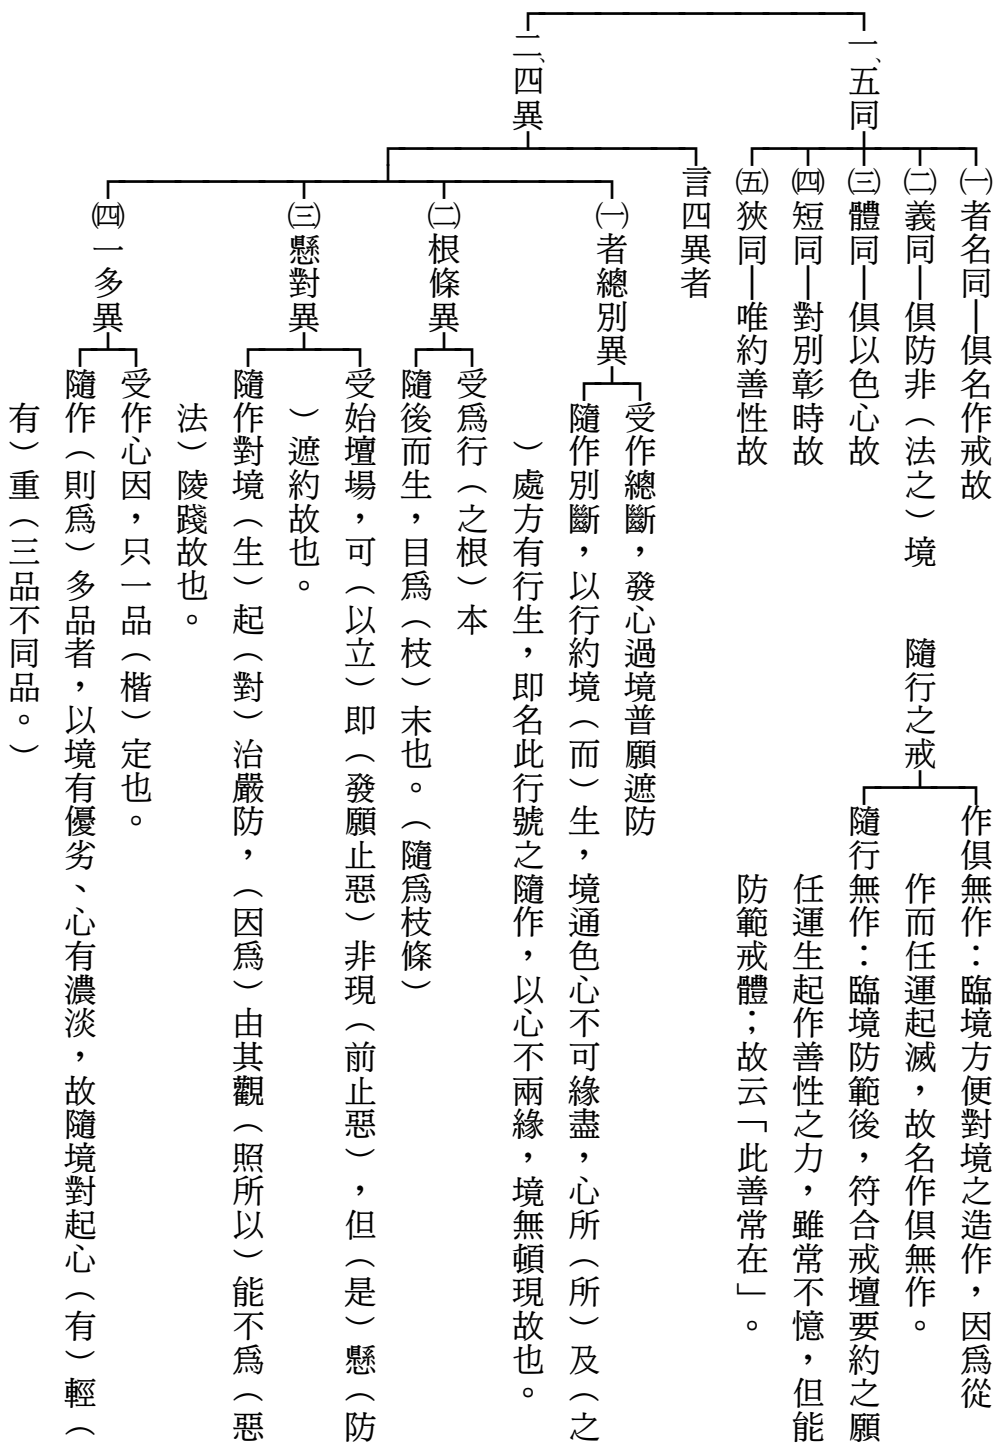 一、五同
㈠者名同—俱名作戒故
㈡義同—俱防非（法之）境
㈢體同—俱以色心故
㈣短同—對別彰時故
㈤狹同—唯約善性故
隨行之戒
作俱無作：臨境方便對境之造作，因爲從
作而任運起滅，故名作俱無作。
隨行無作：臨境防範後，符合戒壇要約之願
任運生起作善性之力，雖常不憶，但能
防範戒體；故云「此善常在」。
二、四異
言四異者
㈠者總別異
受作總斷，發心過境普願遮防
隨作別斷，以行約境（而）生，境通色心不可緣盡，心所（所）及（之
）處方有行生，即名此行號之隨作，以心不兩緣，境無頓現故也。
㈡根條異
受爲行（之根）本
隨後而生，目爲（枝）末也。（隨爲枝條）
㈢懸對異
受始壇場，可（以立）即（發願止惡）非現（前止惡），但（是）懸（防
）遮約故也。
隨作對境（生）起（對）治嚴防，（因爲）由其觀（照所以）能不爲（惡
法）陵踐故也。
㈣一多異
受作心因，只一品（楷）定也。
隨作（則爲）多品者，以境有優劣、心有濃淡，故隨境對起心（有）輕（
有）重（三品不同品。）